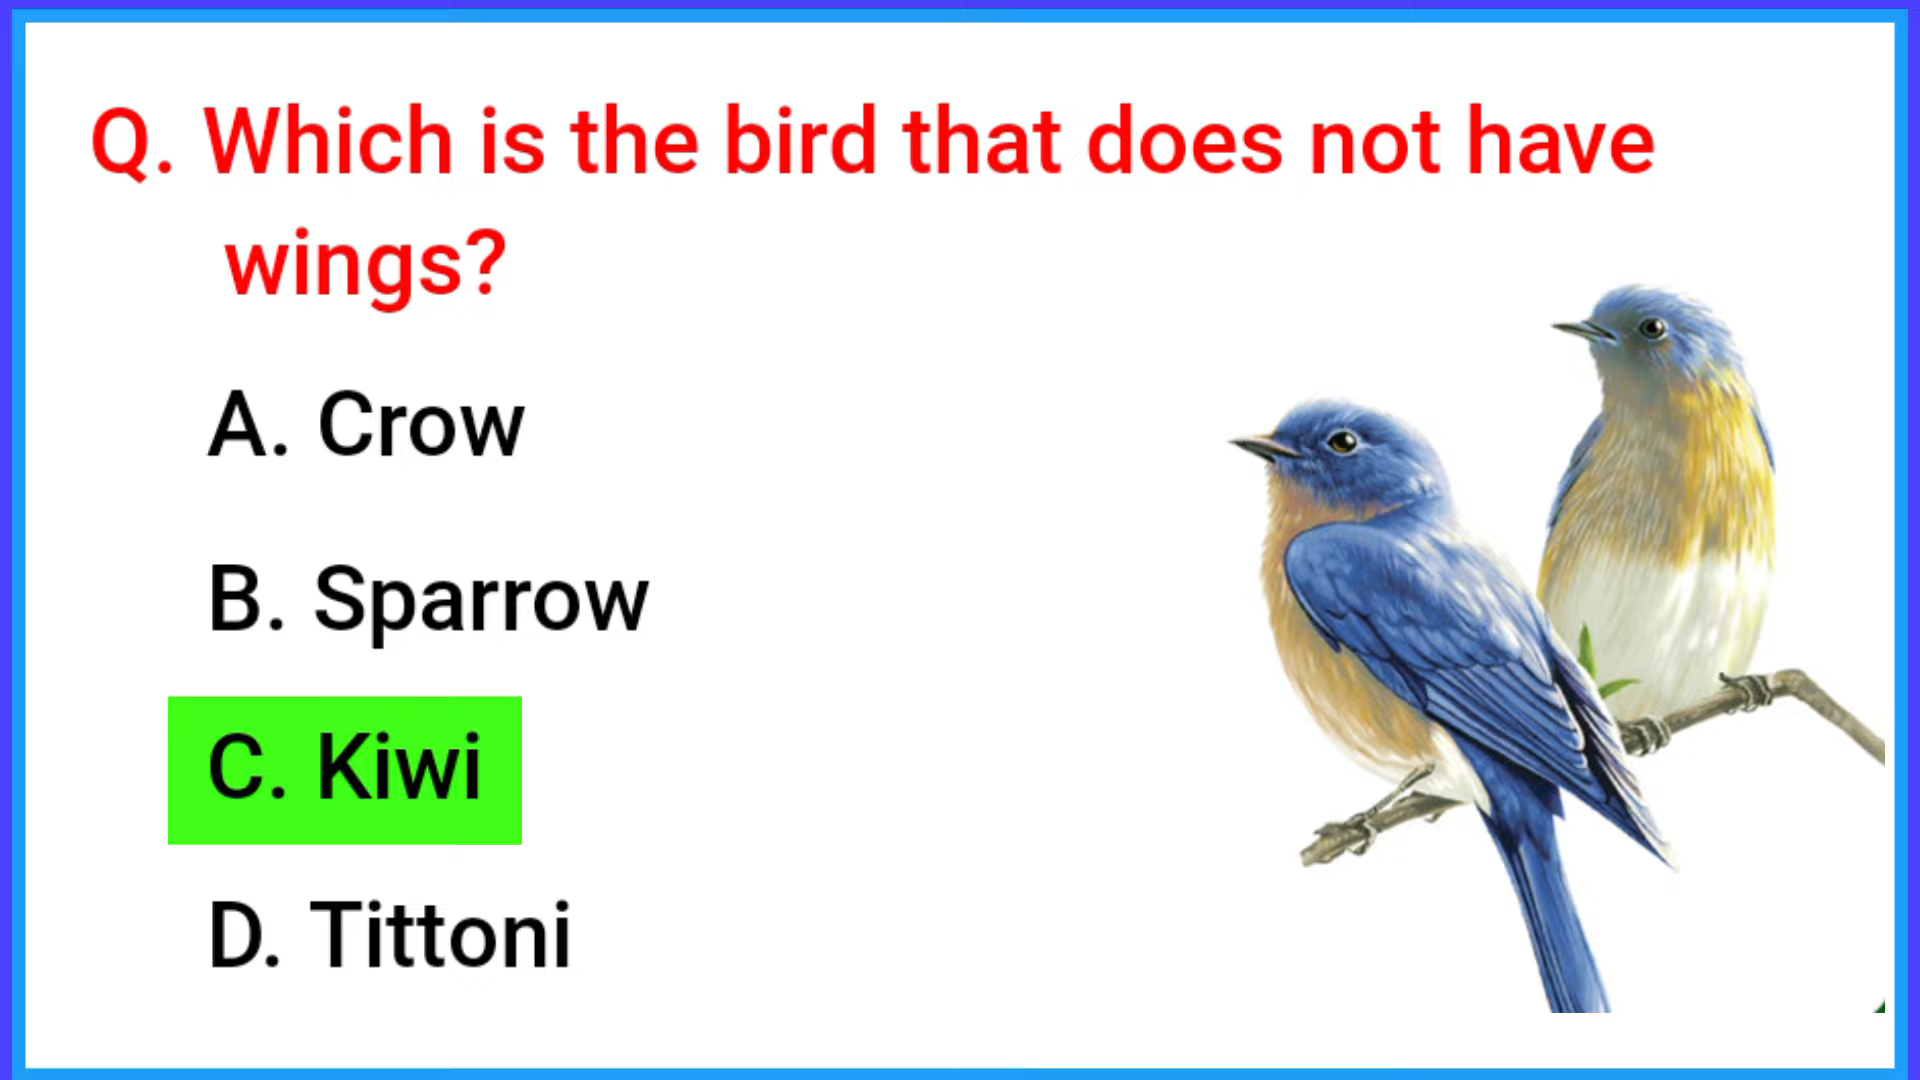 Q. Which is the bird that does not have
wings?
A. Crow
B. Sparrow
C. Kiwi
D. Tittoni